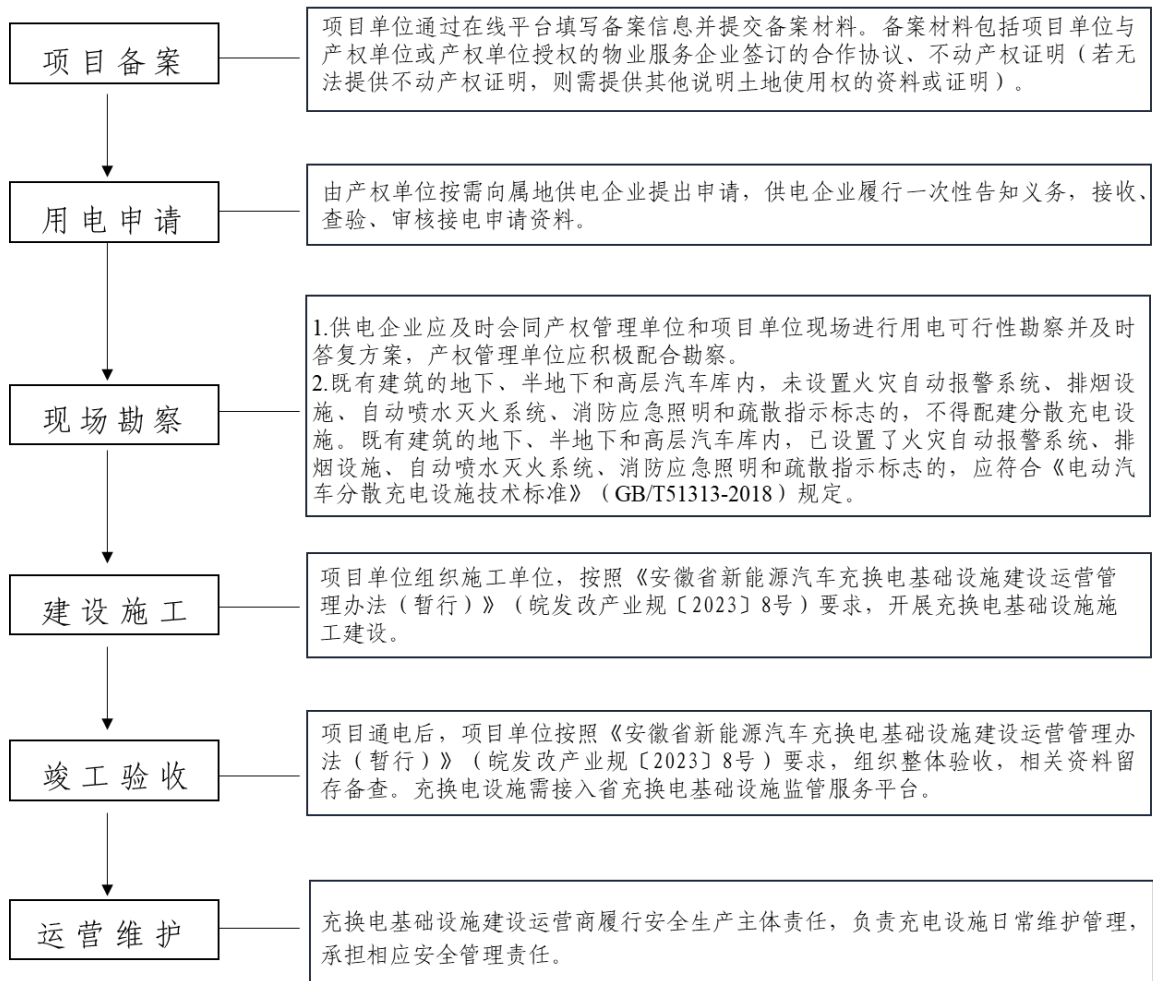 项目备案
项目单位通过在线平台填写备案信息并提交备案材料。备案材料包括项目单位与
产权单位或产权单位授权的物业服务企业签订的合作协议、不动产权证明（若无
法提供不动产权证明，则需提供其他说明土地使用权的资料或证明）。
用电申请
由产权单位按需向属地供电企业提出申请，供电企业履行一次性告知义务，接收、
查验、审核接电申请资料。
现场勘察
1.供电企业应及时会同产权管理单位和项目单位现场进行用电可行性勘察并及时
答复方案，产权管理单位应积极配合勘察。
2.既有建筑的地下、半地下和高层汽车库内，未设置火灾自动报警系统、排烟设
施、自动喷水灭火系统、消防应急照明和疏散指示标志的，不得配建分散充电设
施。既有建筑的地下、半地下和高层汽车库内，已设置了火灾自动报警系统、排
烟设施、自动喷水灭火系统、消防应急照明和疏散指示标志的，应符合《电动汽
车分散充电设施技术标准》（GB/T51313-2018）规定。
建设施工
项目单位组织施工单位，按照《安徽省新能源汽车充换电基础设施建设运营管
理办法（暂行）》（皖发改产业规〔2023〕8号）要求，开展充换电基础设施施
工建设。
竣工验收
项目通电后，项目单位按照《安徽省新能源汽车充换电基础设施建设运营管理办
法（暂行）》（皖发改产业规〔2023〕8号）要求，组织整体验收，相关资料留
存备查。充换电设施需接入省充换电基础设施监管服务平台。
运营维护
充换电基础设施建设运营商履行安全生产主体责任，负责充电设施日常维护管理，
承担相应安全管理责任。